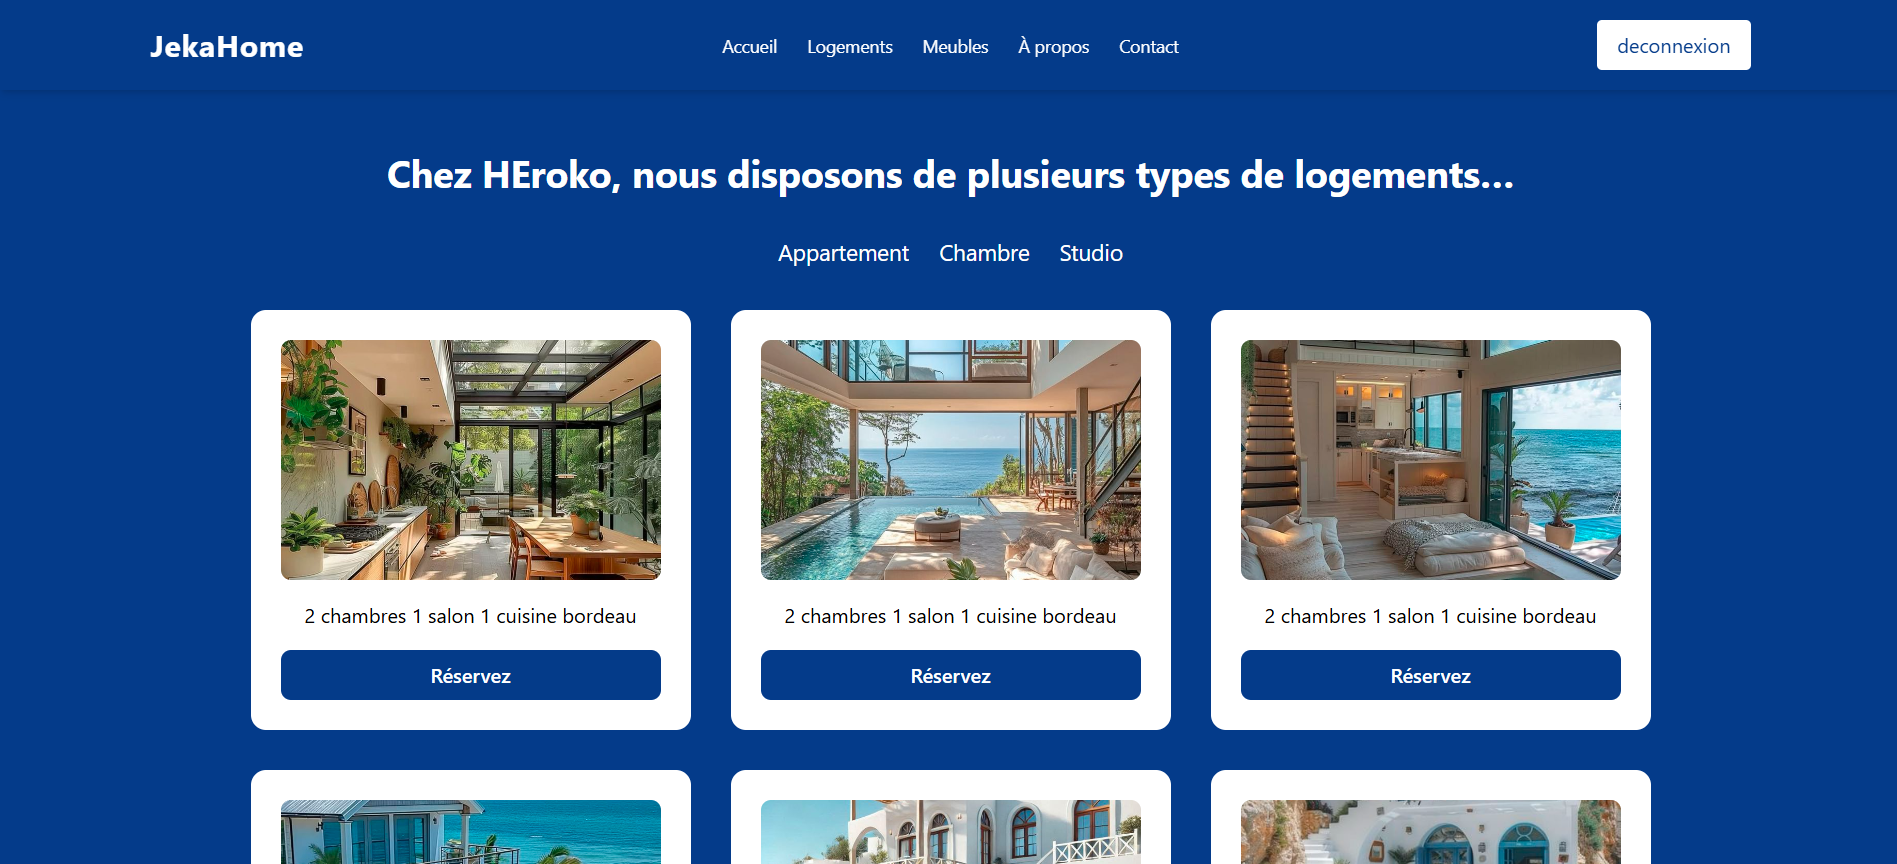 JekaHome
Accueil Logements Meubles À propos Contact
deconnexion
Chez HEroko, nous disposons de plusieurs types de logements...
Appartement Chambre Studio
2 chambres 1 salon 1 cuisine bordeau
Réservez
2 chambres 1 salon 1 cuisine bordeau
Réservez
2 chambres 1 salon 1 cuisine bordeau
Réservez